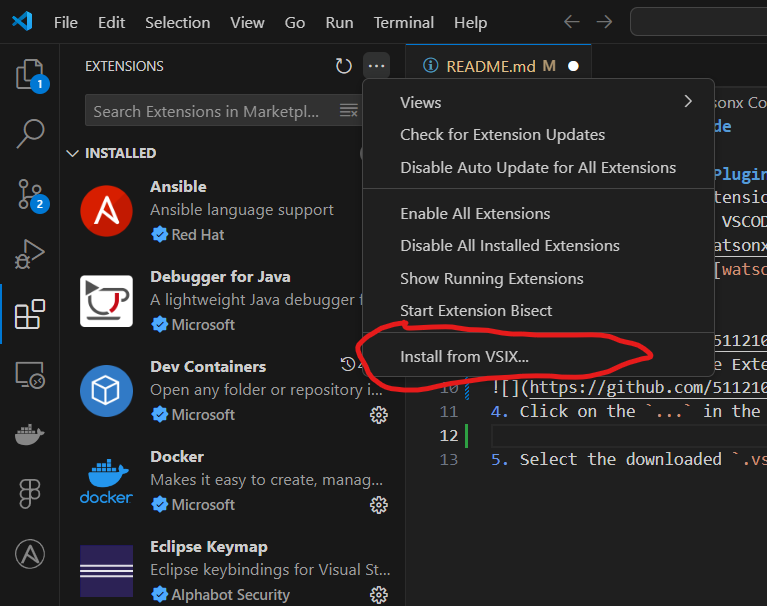 File Edit Selection View Go Run Terminal Help
EXTENSIONS
README.md M
1
Search Extensions in Marketpl...
INSTALLED
Ansible
Ansible language support
Red Hat
2
Debugger for Java
A lightweight Java debugger
Microsoft
Dev Containers
Open any folder or repository i...
Microsoft
Docker
Makes it easy to create, manag...
Microsoft
docker
Eclipse Keymap
Eclipse keybindings for Visual St...
Alphabot Security
Views
Check for Extension Updates
Disable Auto Update for All Extensions
Enable All Extensions
Disable All Installed Extensions
Show Running Extensions
Start Extension Bisect
Install from VSIX...
sonx Co
de
Plugin
VSCOD
atsonx
[watsc
511210
e Exte
10 ![](https://github.com/511210
11 4. Click on the `...` in the
12
13 5. Select the downloaded `.vs